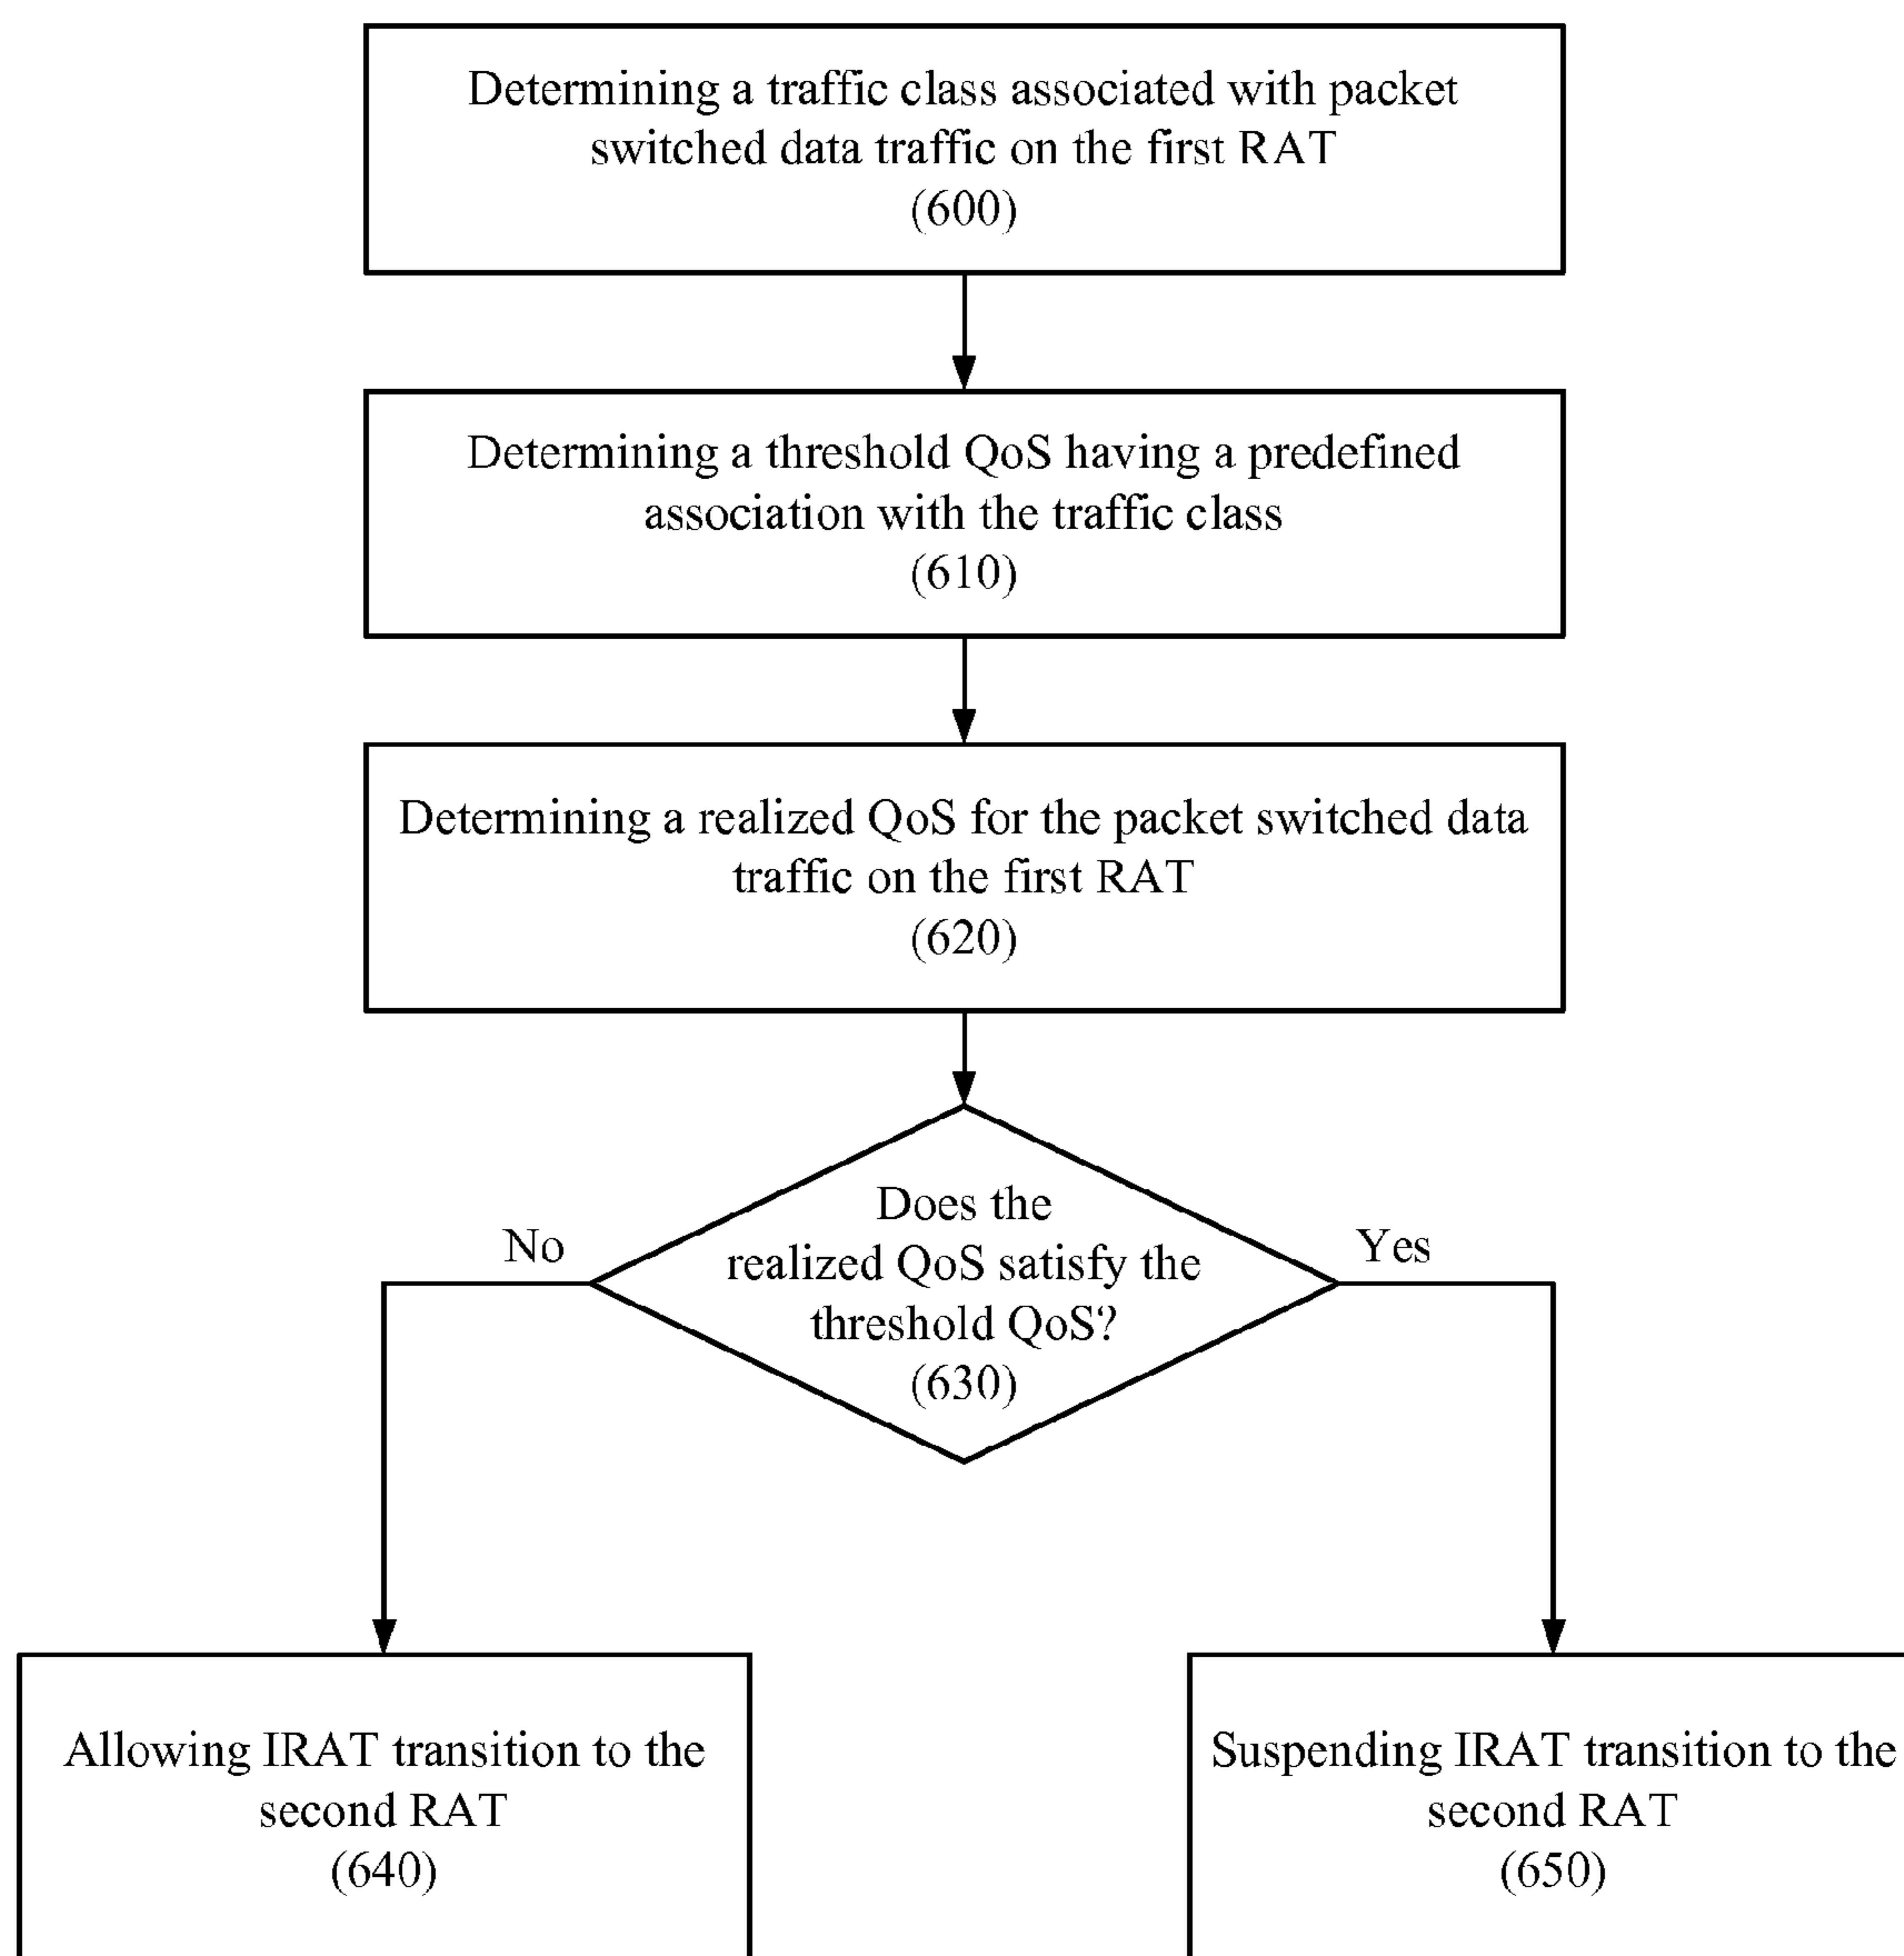 Determining a traffic class associated with packet
switched data traffic on the first RAT
(600)
Determining a threshold QoS having a predefined
association with the traffic class
(610)
Determining a realized QoS for the packet switched data
traffic on the first RAT
(620)
Does the
realized QoS satisfy the
threshold QoS?
(630)
No
Yes
Allowing IRAT transition to the
second RAT
(640)
Suspending IRAT transition to the
second RAT
(650)